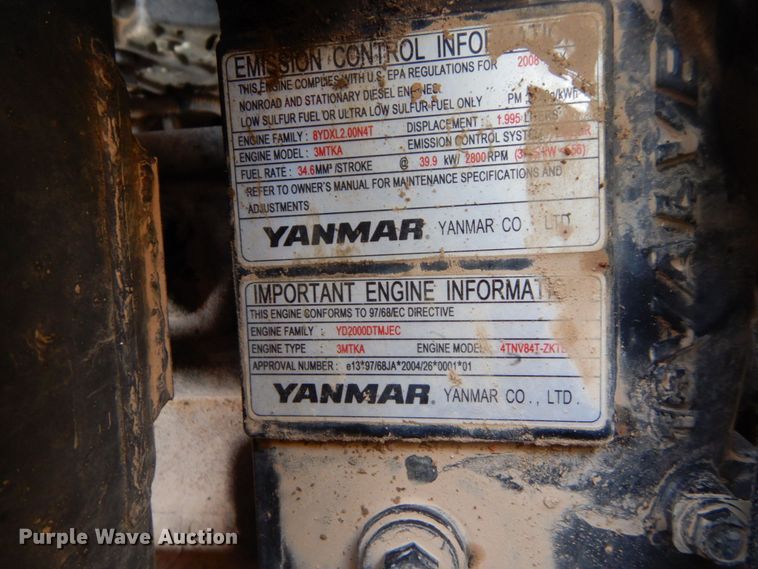 EMISSION CONTROL
THIS ENGINE COMPLIES WITH U.S. EPA REGULATIONS FOR 2008
NONROAD AND STATIONARY DIESEL ENGINES.
LOW SULFUR FUEL OR ULTRA LOW SULFUR FUEL ONLY PM
ENGINE FAMILY : 8YDXL2.00N4T DISPLACEMENT : 1.995 LITERS
ENGINE MODEL : 3MTKA EMISSION CONTROL SYSTEM
FUEL RATE : 34.6MM³/STROKE @ 39.9 kW/ 2800 RPM
REFER TO OWNER'S MANUAL FOR MAINTENANCE SPECIFICATIONS AND
ADJUSTMENTS
YANMAR. YANMAR CO., LTD.
IMPORTANT ENGINE
THIS ENGINE CONFORMS TO 97/68/EC DIRECTIVE
ENGINE FAMILY : YD2000DTMJEC
ENGINE TYPE : 3MTKA ENGINE MODEL
APPROVAL NUMBER : e13*97/68JA*2004/26*0001*01
YANMAR. YANMAR CO., LTD.
Purple Wave Auction